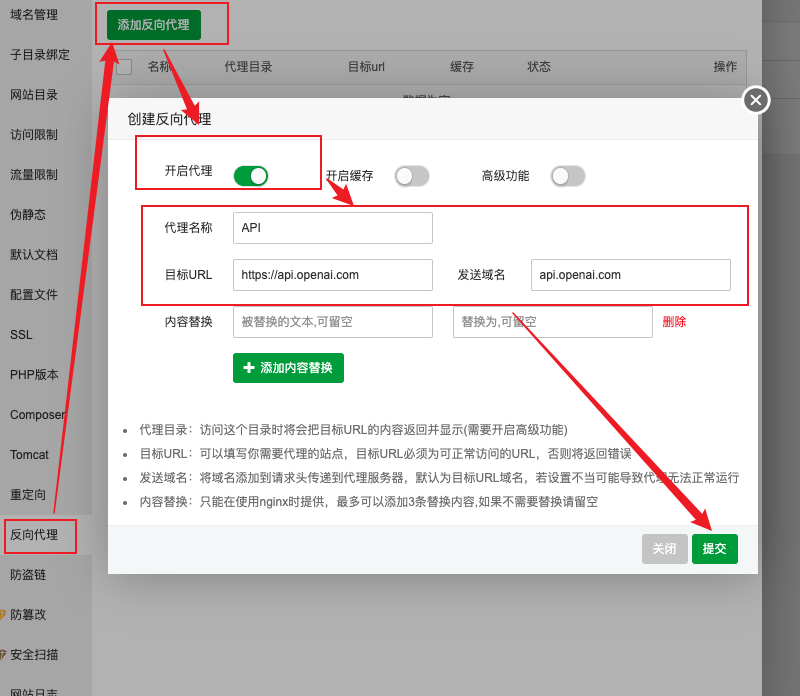 域名管理
子目录绑定
网站目录
访问限制
流量限制
伪静态
默认文档
配置文件
SSL
PHP版本
Composer
Tomcat
重定向
反向代理
防盗链
防篡改
安全扫描
网站日志
添加反向代理
名称 代理目录 目标url 缓存 状态 操作
创建反向代理
开启代理 开启缓存 高级功能
代理名称 API
目标URL https://api.openai.com 发送域名 api.openai.com
内容替换 被替换的文本,可留空 替换为,可留空 删除
添加内容替换
代理目录：访问这个目录时将会把目标URL的内容返回并显示(需要开启高级功能)
目标URL：可以填写你需要代理的站点，目标URL必须为可正常访问的URL，否则将返回错误
发送域名：将域名添加到请求头传递到代理服务器，默认为目标URL域名，若设置不当可能导致代理无法正常运行
内容替换：只能在使用nginx时提供，最多可以添加3条替换内容,如果不需要替换请留空
关闭 提交